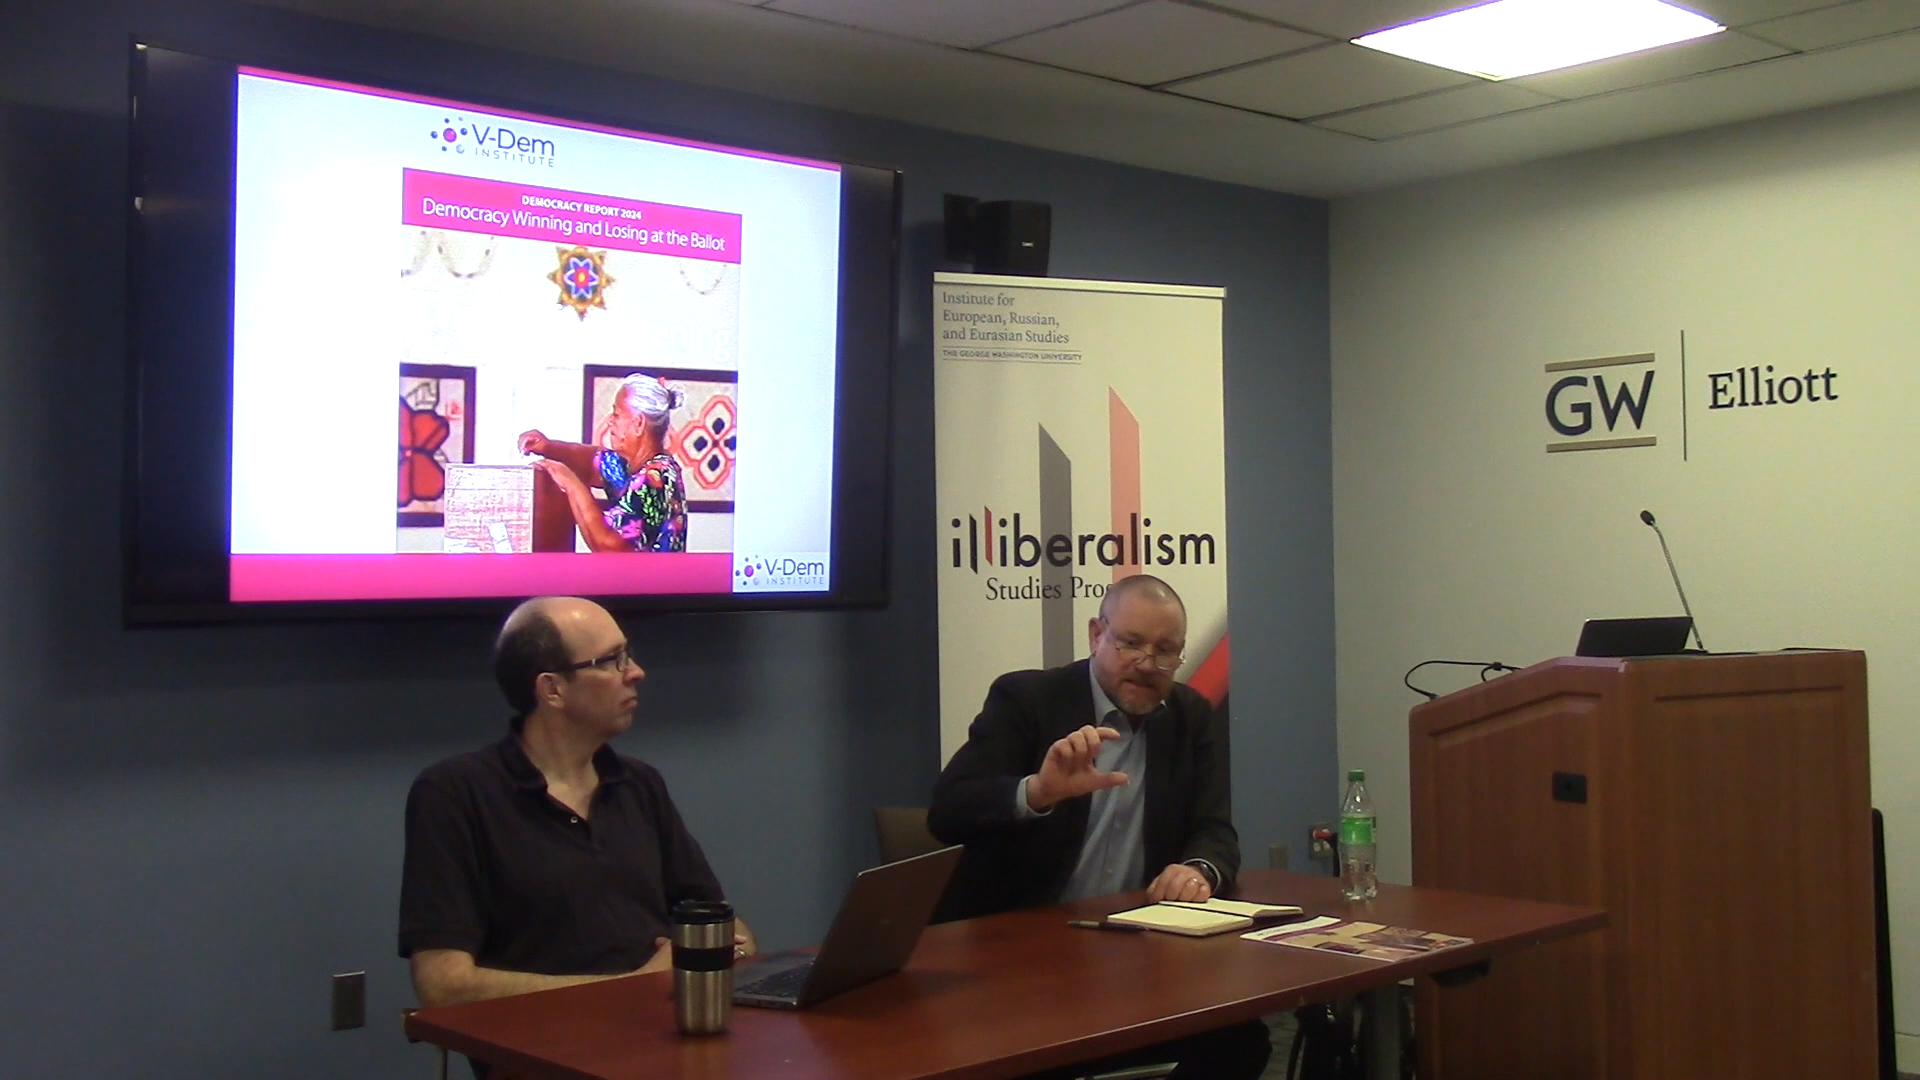 V-Dem
INSTITUTE
DEMOCRACY REPORT 2024
Democracy Winning and Losing at the Ballot
V-Dem
INSTITUTE
Institute for
European, Russian,
and Eurasian Studies
THE GEORGE WASHINGTON UNIVERSITY
illiberalism
Studies
GW
Elliott